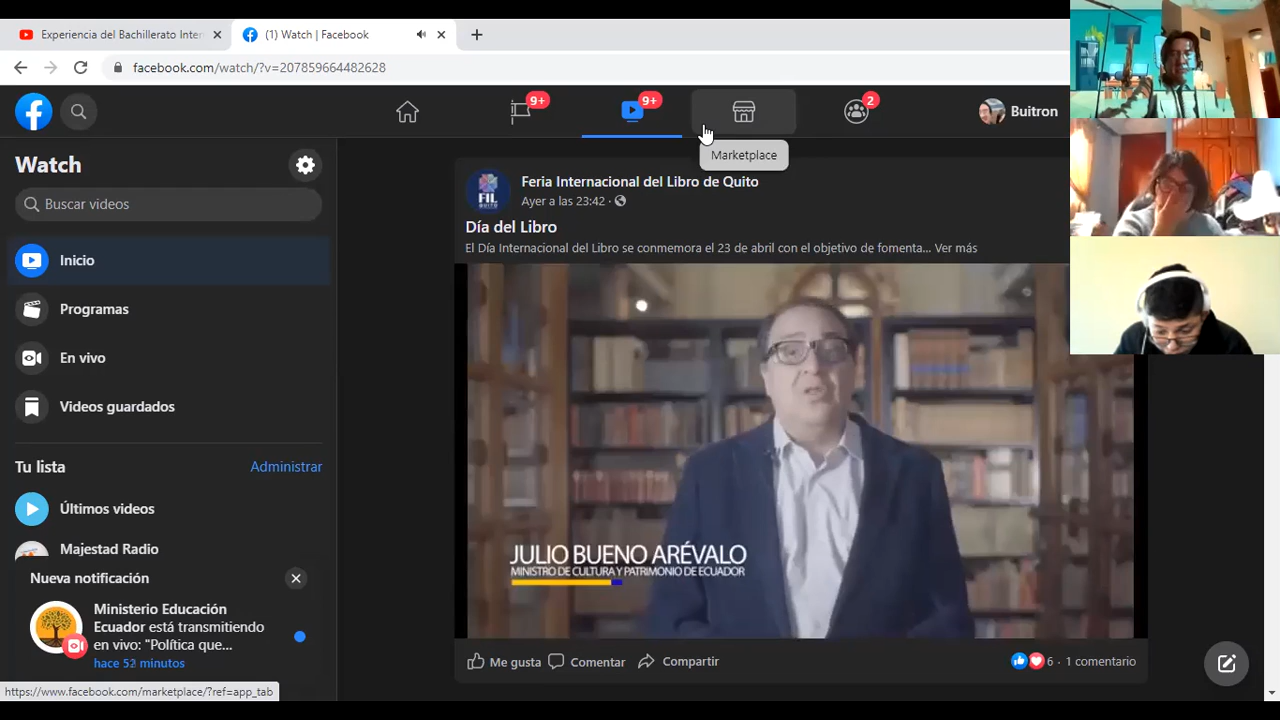 Experiencia del Bachillerato Inter
(1) Watch | Facebook
facebook.com/watch/?v=207859664482628
9+
9+
2
Buitron
Marketplace
Watch
Buscar videos
Inicio
Programas
En vivo
Videos guardados
Tu lista
Administrar
Últimos videos
Majestad Radio
Nueva notificación
Ministerio Educación
Ecuador está transmitiendo
en vivo: “Política que...
hace 52 minutos
https://www.facebook.com/marketplace/?ref=app_tab
FIL
QUITO
Feria Internacional del Libro de Quito
Ayer a las 23:42 ·
Día del Libro
El Día Internacional del Libro se conmemora el 23 de abril con el objetivo de fomenta... Ver más
JULIO BUENO ARÉVALO
MINISTRO DE CULTURA Y PATRIMONIO DE ECUADOR
Me gusta
Comentar
Compartir
6 · 1 comentario